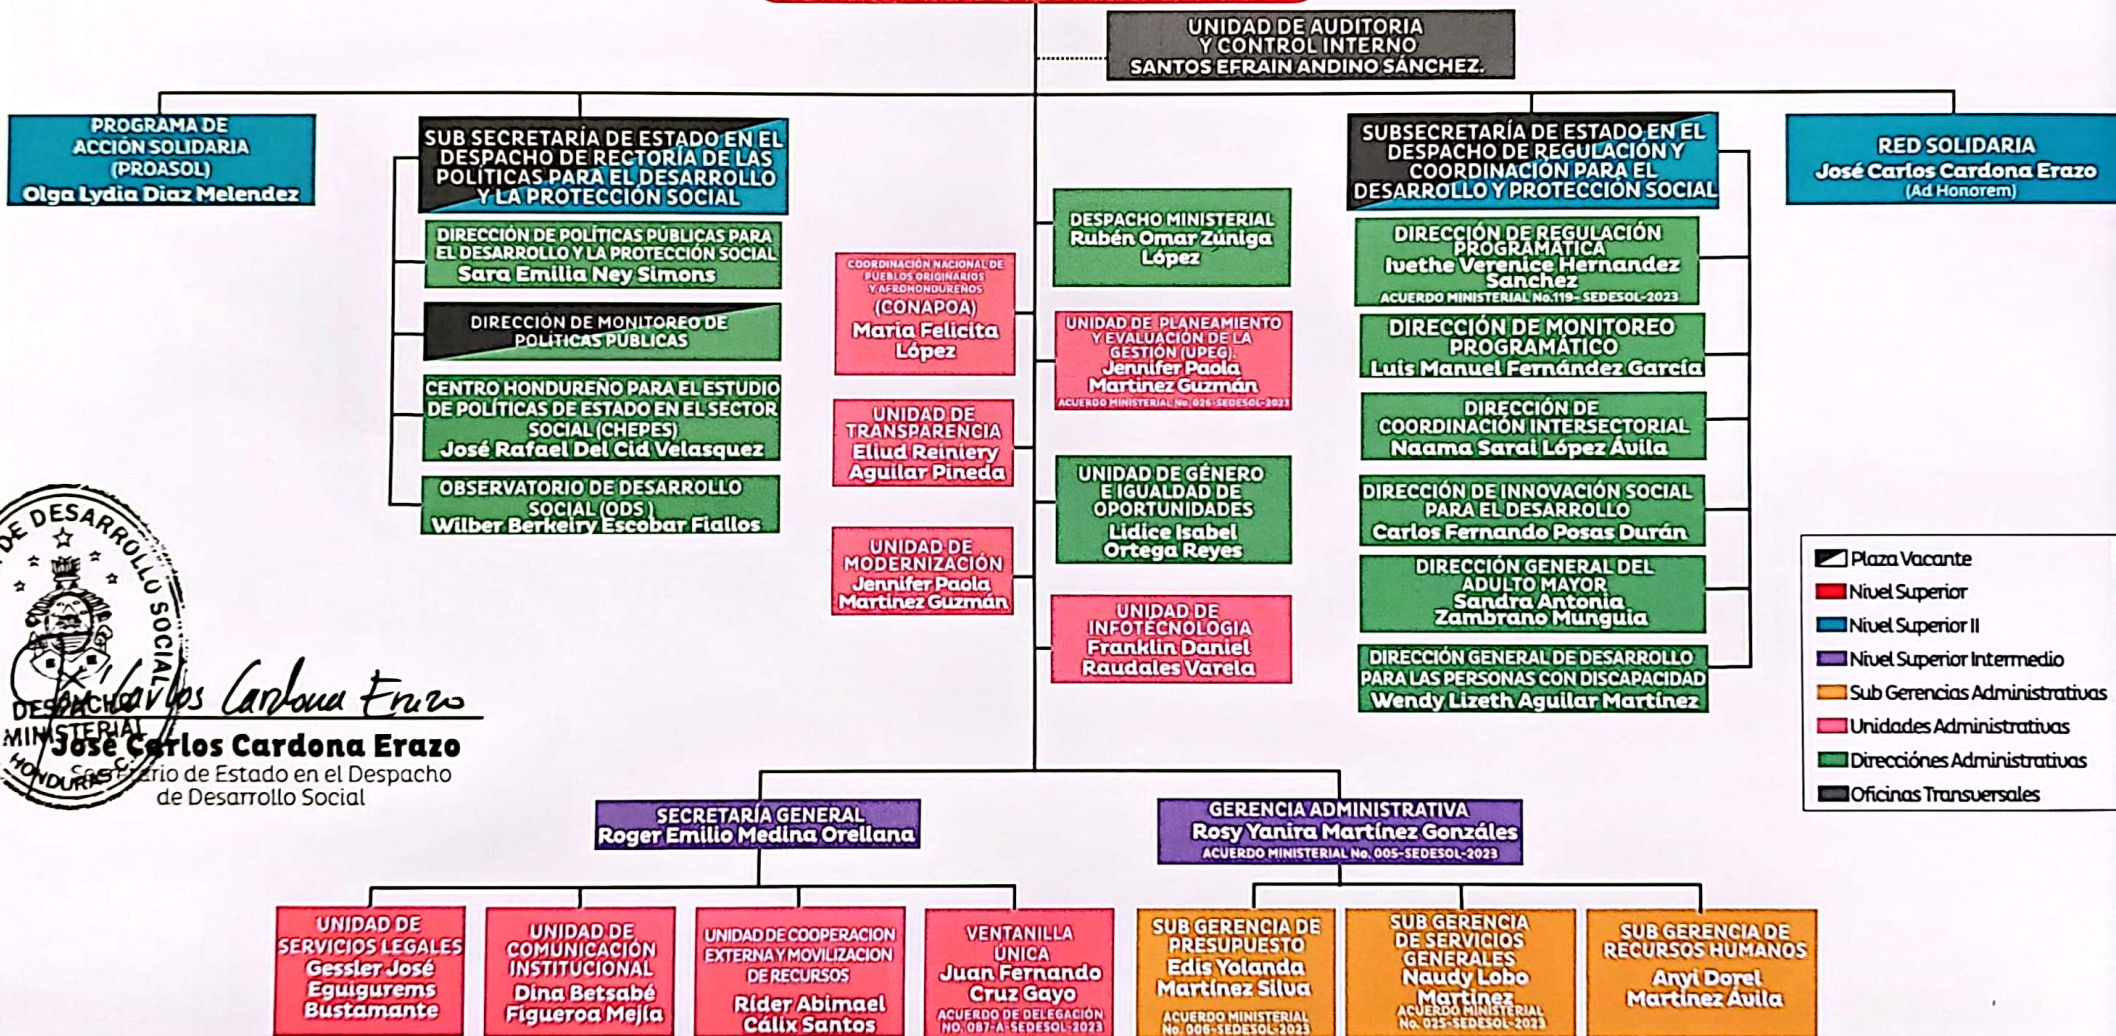 UNIDAD DE AUDITORIA
Y CONTROL INTERNO
SANTOS EFRAIN ANDINO SÁNCHEZ.
PROGRAMA DE
ACCIÓN SOLIDARIA
(PROASOL)
Olga Lydia Diaz Melendez
SUB SECRETARÍA DE ESTADO EN EL
DESPACHO DE RECTORÍA DE LAS
POLÍTICAS PARA EL DESARROLLO
Y LA PROTECCIÓN SOCIAL
DIRECCIÓN DE POLÍTICAS PÚBLICAS PARA
EL DESARROLLO Y LA PROTECCIÓN SOCIAL
Sara Emilia Ney Simons
DIRECCIÓN DE MONITOREO DE
POLÍTICAS PÚBLICAS
CENTRO HONDUREÑO PARA EL ESTUDIO
DE POLÍTICAS DE ESTADO EN EL SECTOR
SOCIAL (CHEPES)
José Rafael Del Cid Velasquez
OBSERVATORIO DE DESARROLLO
SOCIAL (ODS )
Wilber Berkeiry Escobar Fiallos
COORDINACIÓN NACIONAL DE
PUEBLOS ORIGINARIOS
Y AFROHONDUREÑOS
(CONAPOA)
Maria Felicita
López
UNIDAD DE
TRANSPARENCIA
Eliud Reiniery
Aguilar Pineda
UNIDAD DE
MODERNIZACIÓN
Jennifer Paola
Martinez Guzmán
DESPACHO MINISTERIAL
Rubén Omar Zúniga
López
UNIDAD DE PLANEAMIENTO
Y EVALUACIÓN DE LA
GESTIÓN (UPEG).
Jennifer Paola
Martinez Guzmán
ACUERDO MINISTERIAL No. 026-SEDESOL-2023
UNIDAD DE GÉNERO
E IGUALDAD DE
OPORTUNIDADES
Lidice Isabel
Ortega Reyes
UNIDAD DE
INFOTECNOLOGIA
Franklin Daniel
Raudales Varela
SUBSECRETARÍA DE ESTADO EN EL
DESPACHO DE REGULACIÓN Y
COORDINACIÓN PARA EL
DESARROLLO Y PROTECCIÓN SOCIAL
DIRECCIÓN DE REGULACIÓN
PROGRAMÁTICA
Ivethe Verenice Hernandez
Sanchez
ACUERDO MINISTERIAL No.119- SEDESOL-2023
DIRECCIÓN DE MONITOREO
PROGRAMÁTICO
Luis Manuel Fernández García
DIRECCIÓN DE
COORDINACIÓN INTERSECTORIAL
Naama Sarai López Ávila
DIRECCIÓN DE INNOVACIÓN SOCIAL
PARA EL DESARROLLO
Carlos Fernando Posas Durán
DIRECCIÓN GENERAL DEL
ADULTO MAYOR
Sandra Antonia
Zambrano Munguia
DIRECCIÓN GENERAL DE DESARROLLO
PARA LAS PERSONAS CON DISCAPACIDAD
Wendy Lizeth Aguilar Martínez
RED SOLIDARIA
José Carlos Cardona Erazo
(Ad Honorem)
Plaza Vacante
Nivel Superior
Nivel Superior II
Nivel Superior Intermedio
Sub Gerencias Administrativas
Unidades Administrativas
Direcciónes Administrativas
Oficinas Transversales
DE DESARROLLO SOCIAL
DESPACHO
MINISTERIAL
HONDURAS C.
Carlos Cardona Erazo
José Carlos Cardona Erazo
Secretario de Estado en el Despacho
de Desarrollo Social
SECRETARÍA GENERAL
Roger Emilio Medina Orellana
GERENCIA ADMINISTRATIVA
Rosy Yanira Martínez Gonzáles
ACUERDO MINISTERIAL No. 005-SEDESOL-2023
UNIDAD DE
SERVICIOS LEGALES
Gessler José
Eguigurems
Bustamante
UNIDAD DE
COMUNICACIÓN
INSTITUCIONAL
Dina Betsabé
Figueroa Mejía
UNIDAD DE COOPERACION
EXTERNA Y MOVILIZACION
DE RECURSOS
Ríder Abimael
Cálix Santos
VENTANILLA
ÚNICA
Juan Fernando
Cruz Gayo
ACUERDO DE DELEGACIÓN
NO. 087-A-SEDESOL-2023
SUB GERENCIA DE
PRESUPUESTO
Edis Yolanda
Martínez Silva
ACUERDO MINISTERIAL
No. 006-SEDESOL-2023
SUB GERENCIA
DE SERVICIOS
GENERALES
Naudy Lobo
Martinez
ACUERDO MINISTERIAL
No. 025-SEDESOL-2023
SUB GERENCIA DE
RECURSOS HUMANOS
Anyi Dorel
Martínez Ávila